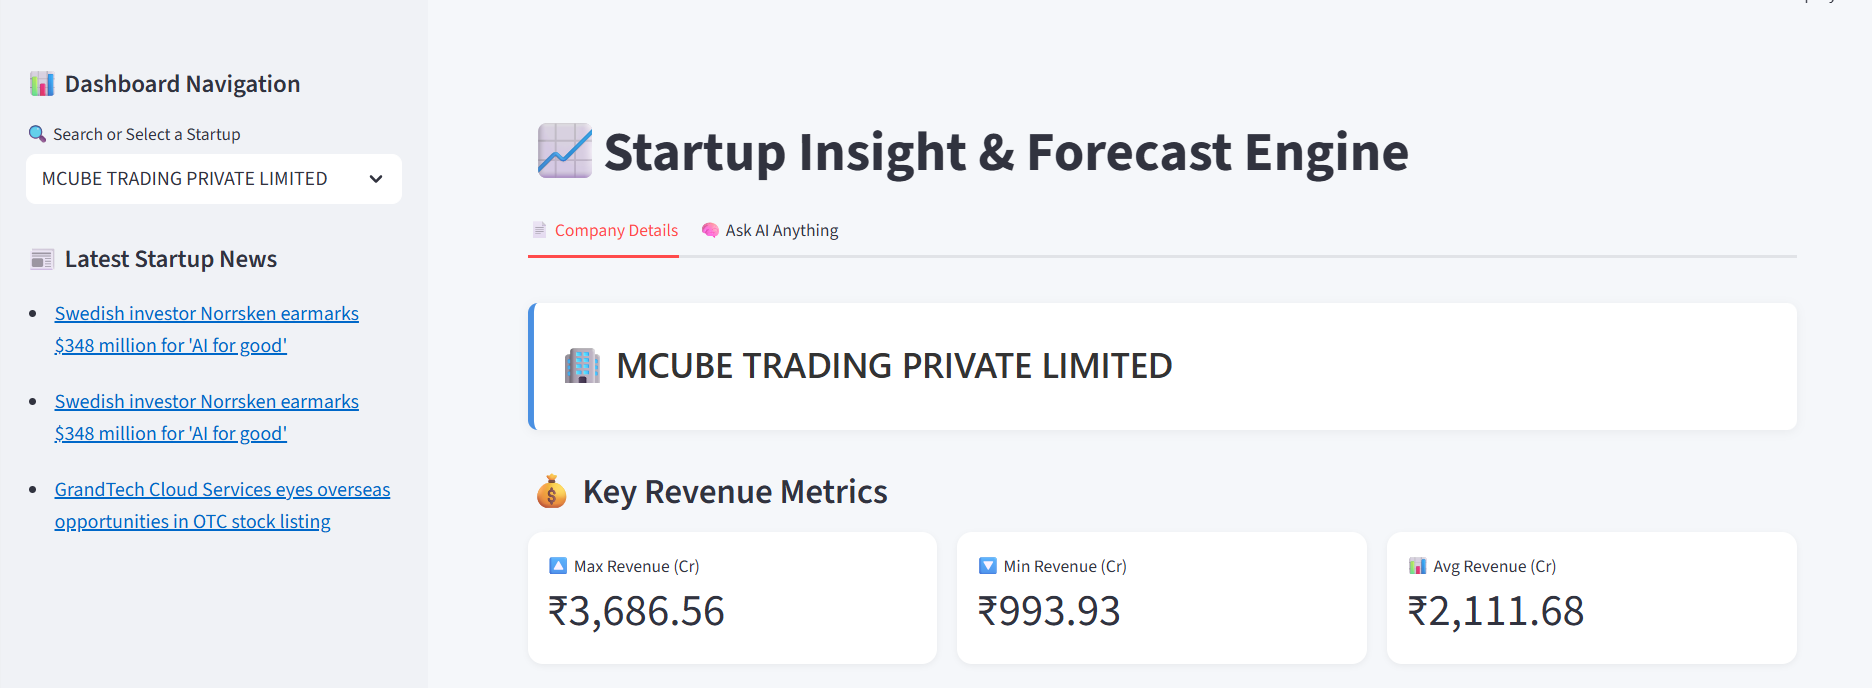 Dashboard Navigation
Search or Select a Startup
MCUBE TRADING PRIVATE LIMITED
Latest Startup News
Swedish investor Norrsken earmarks
$348 million for 'AI for good'
Swedish investor Norrsken earmarks
$348 million for 'AI for good'
GrandTech Cloud Services eyes overseas
opportunities in OTC stock listing
Startup Insight & Forecast Engine
Company Details
Ask AI Anything
MCUBE TRADING PRIVATE LIMITED
Key Revenue Metrics
Max Revenue (Cr)
₹3,686.56
Min Revenue (Cr)
₹993.93
Avg Revenue (Cr)
₹2,111.68